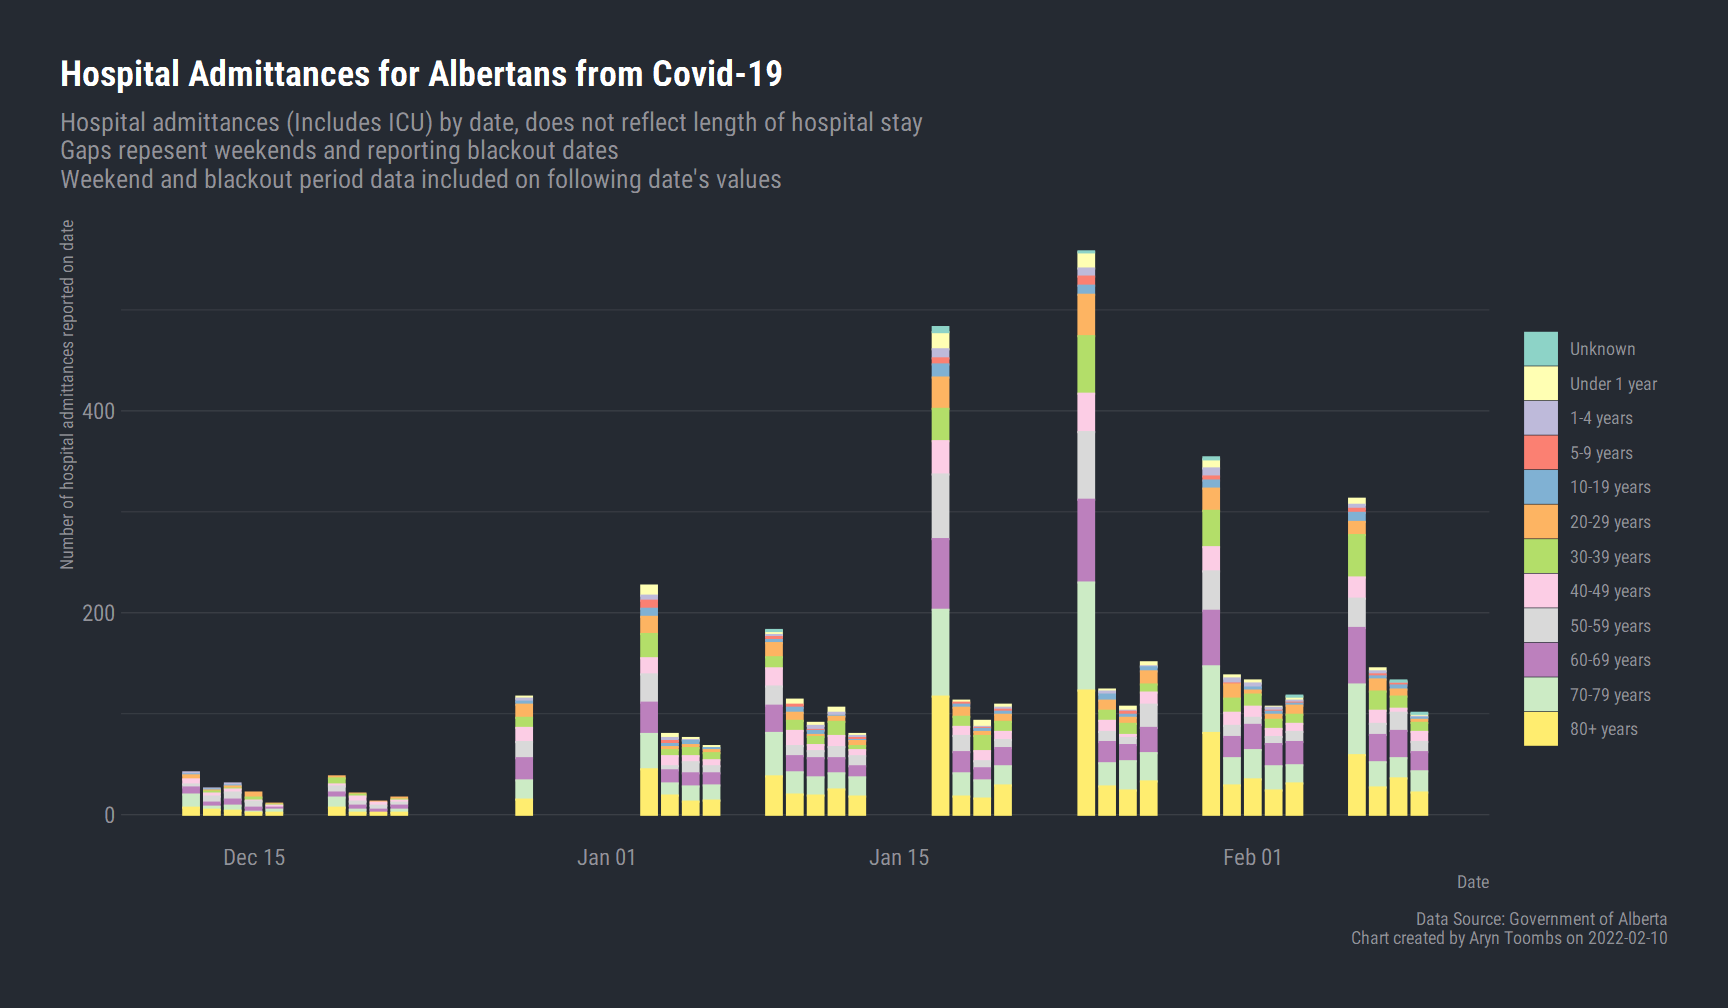 Hospital Admittances for Albertans from Covid-19
Hospital admittances (Includes ICU) by date, does not reflect length of hospital stay
Gaps repesent weekends and reporting blackout dates
Weekend and blackout period data included on following date's values
Number of hospital admittances reported on date
400
200
0
Dec 15
Jan 01
Jan 15
Feb 01
Date
Unknown
Under 1 year
1-4 years
5-9 years
10-19 years
20-29 years
30-39 years
40-49 years
50-59 years
60-69 years
70-79 years
80+ years
Data Source: Government of Alberta
Chart created by Aryn Toombs on 2022-02-10